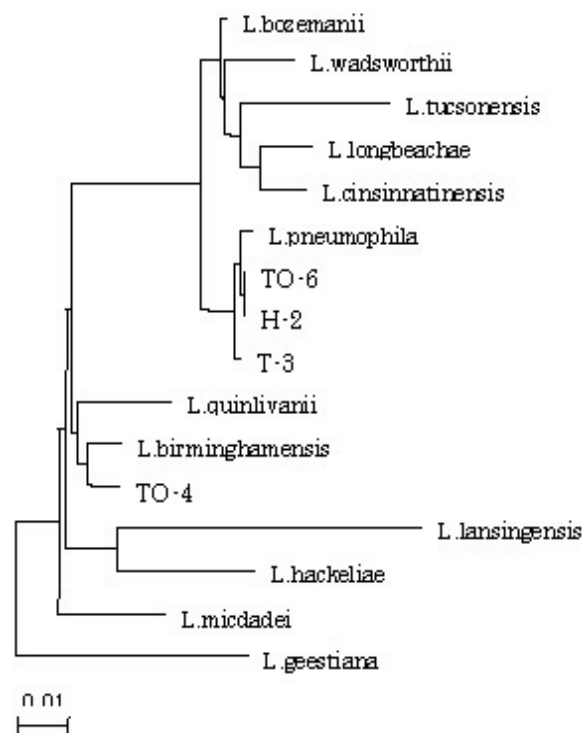 L.bozemanii
L.wadsworthii
L.tucsonensis
L.longbeachae
L.cinsinnatinensis
L.pneumophila
TO-6
H-2
T-3
L.quinlivanii
L.birminghamensis
TO-4
L.lansingensis
L.hackeliae
L.micdadei
L.geestiana
0.01